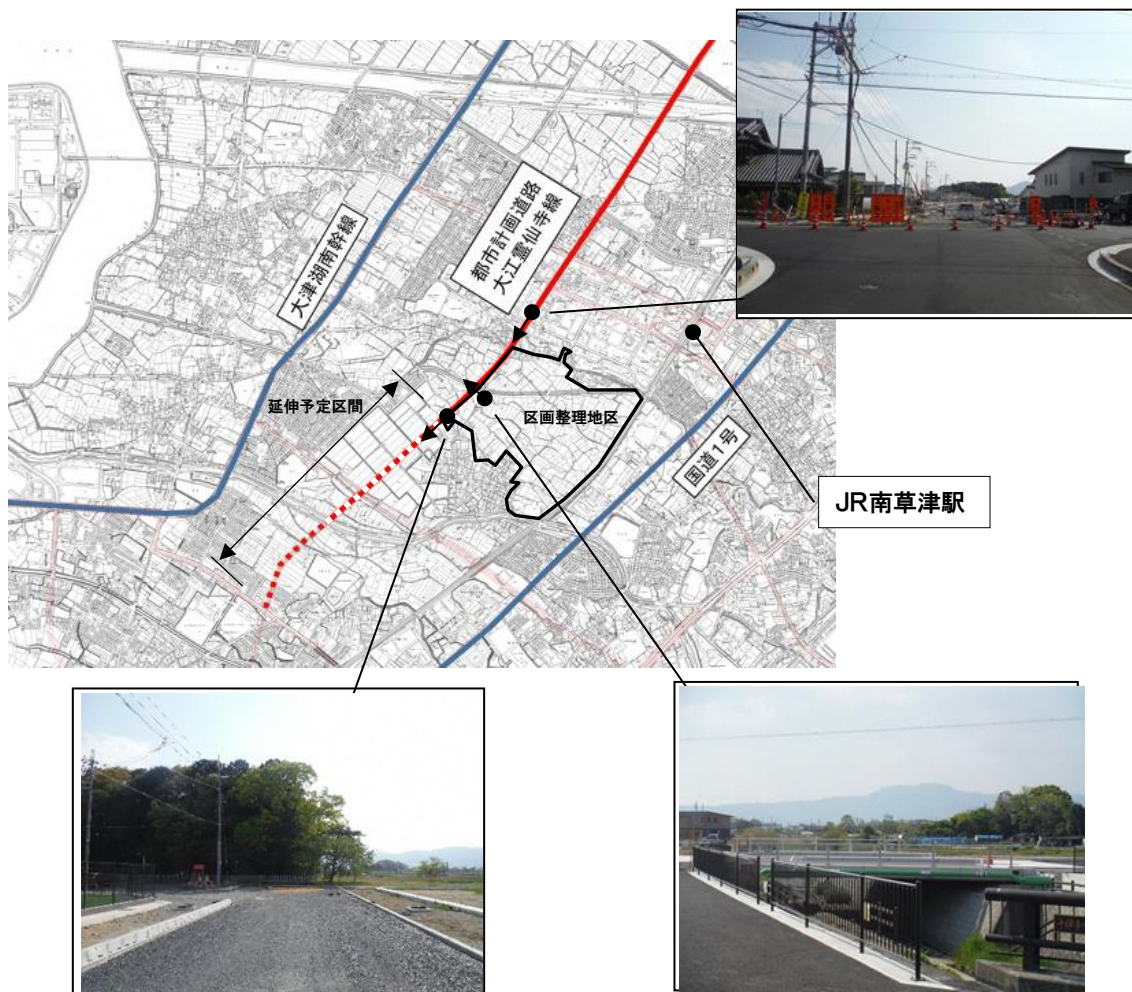 大津湖南幹線
都市計画道路
大江霊仙寺線
延伸予定区間
区画整理地区
国道1号
JR南草津駅